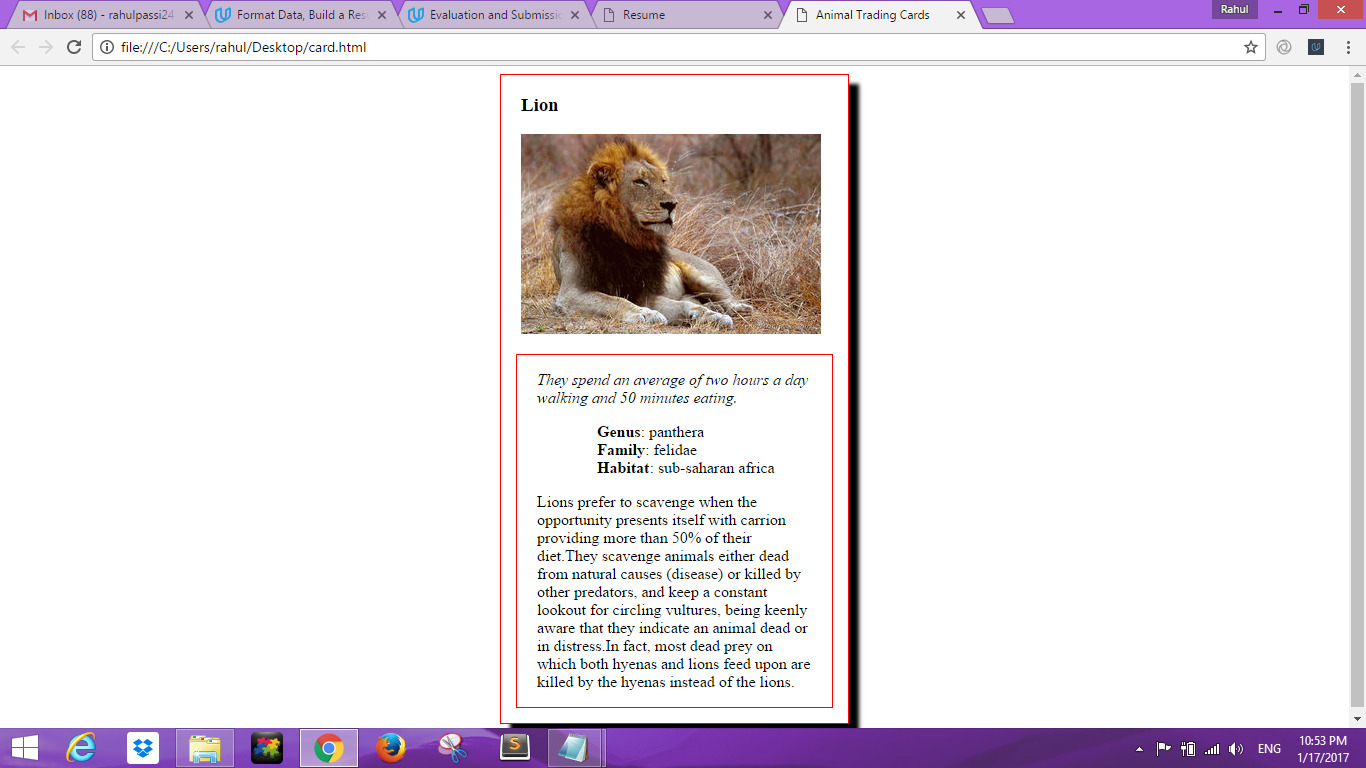 Inbox (88) - rahulpassi24
Format Data, Build a Res
Evaluation and Submissio
Resume
Animal Trading Cards
Rahul
file:///C:/Users/rahul/Desktop/card.html
Lion
They spend an average of two hours a day
walking and 50 minutes eating.
Genus: panthera
Family: felidae
Habitat: sub-saharan africa
Lions prefer to scavenge when the
opportunity presents itself with carrion
providing more than 50% of their
diet.They scavenge animals either dead
from natural causes (disease) or killed by
other predators, and keep a constant
lookout for circling vultures, being keenly
aware that they indicate an animal dead or
in distress.In fact, most dead prey on
which both hyenas and lions feed upon are
killed by the hyenas instead of the lions.
ENG
10:53 PM
1/17/2017